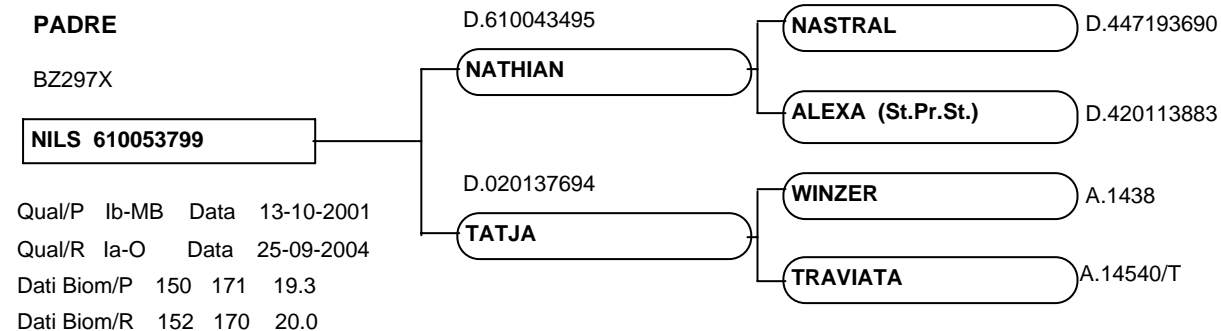 PADRE
BZ297X
NILS 610053799
Qual/P Ib-MB Data 13-10-2001
Qual/R Ia-O Data 25-09-2004
Dati Biom/P 150 171 19.3
Dati Biom/R 152 170 20.0
D.610043495
NATHIAN
D.020137694
TATJA
NASTRAL D.447193690
ALEXA (St.Pr.St.) D.420113883
WINZER A.1438
TRAVIATA A.14540/T